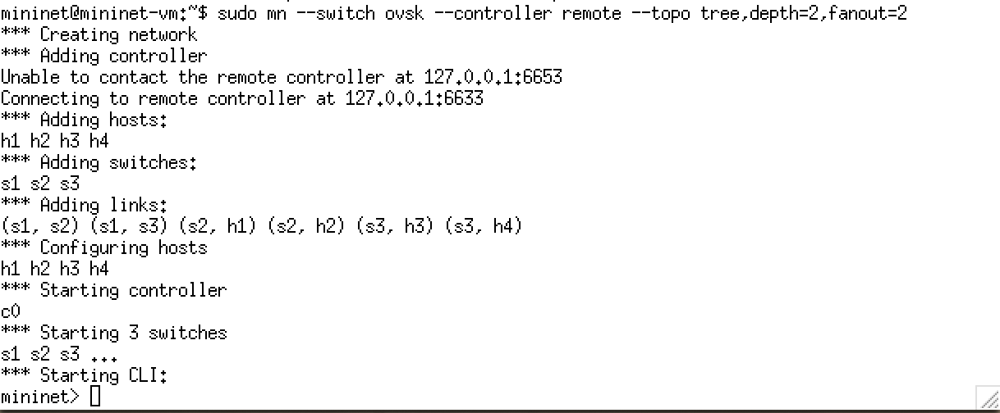 mininet@mininet-vm:~$ sudo mn --switch ovsk --controller remote --topo tree,depth=2,fanout=2
*** Creating network
*** Adding controller
Unable to contact the remote controller at 127.0.0.1:6653
Connecting to remote controller at 127.0.0.1:6633
*** Adding hosts:
h1 h2 h3 h4
*** Adding switches:
s1 s2 s3
*** Adding links:
(s1, s2) (s1, s3) (s2, h1) (s2, h2) (s3, h3) (s3, h4)
*** Configuring hosts
h1 h2 h3 h4
*** Starting controller
c0
*** Starting 3 switches
s1 s2 s3 ...
*** Starting CLI:
mininet>